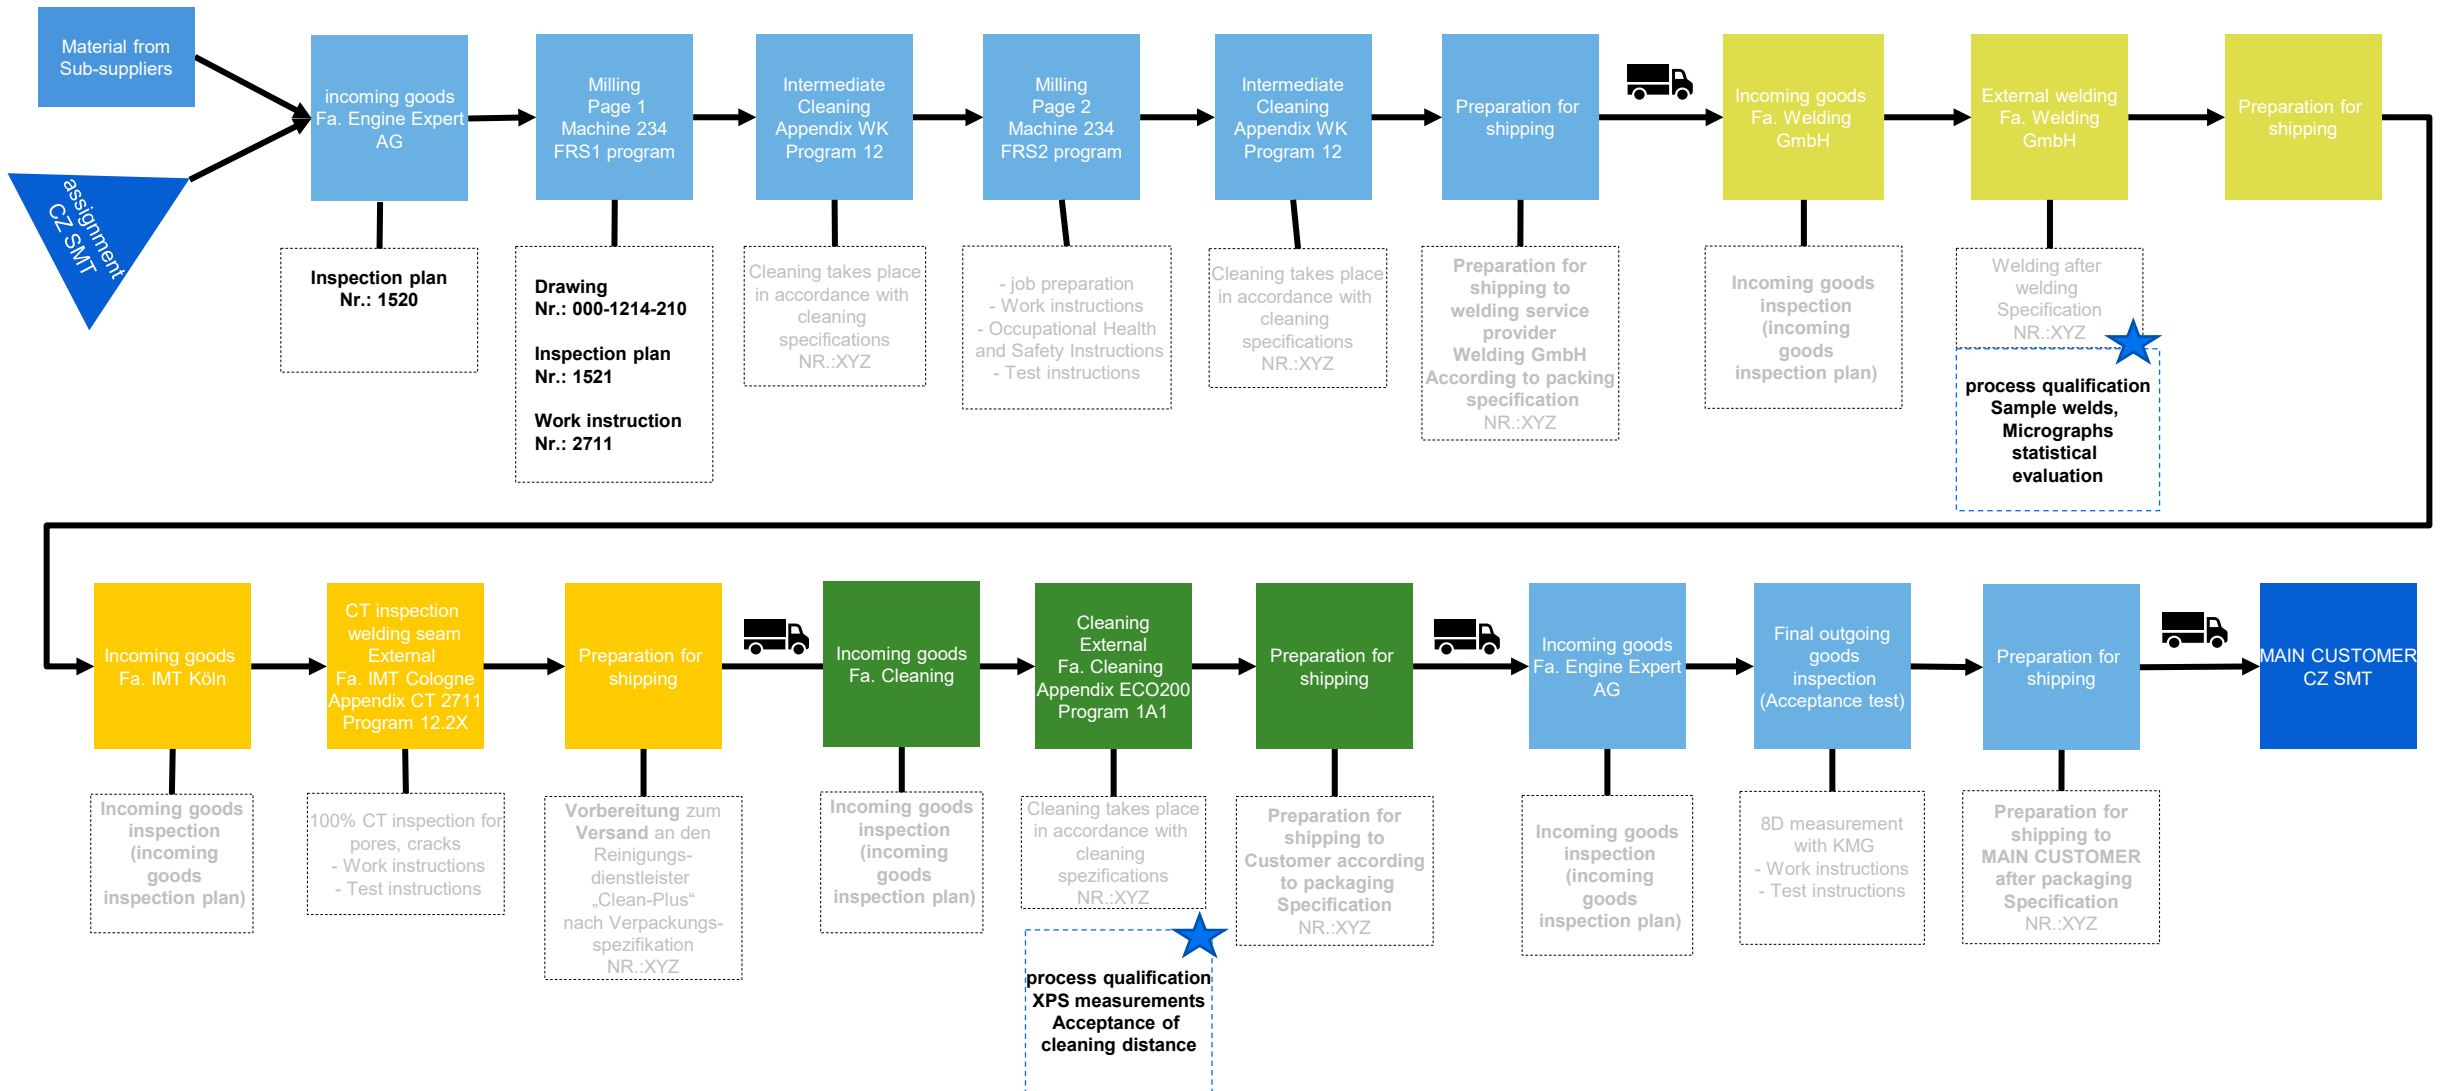 Material from
Sub-suppliers
assignment
CZ SMT
incoming goods
Fa. Engine Expert
AG
Milling
Page 1
Machine 234
FRS1 program
Intermediate
Cleaning
Appendix WK
Program 12
Milling
Page 2
Machine 234
FRS2 program
Intermediate
Cleaning
Appendix WK
Program 12
Preparation for
shipping
Incoming goods
Fa. Welding
GmbH
External welding
Fa. Welding
GmbH
Preparation for
shipping
Inspection plan
Nr.: 1520
Drawing
Nr.: 000-1214-210
Inspection plan
Nr.: 1521
Work instruction
Nr.: 2711
Cleaning takes place
in accordance with
cleaning
specifications
NR.:XYZ
- job preparation
- Work instructions
- Occupational Health
and Safety Instructions
- Test instructions
Cleaning takes place
in accordance with
cleaning
specifications
NR.:XYZ
Preparation for
shipping to
welding service
provider
Welding GmbH
According to packing
specification
NR.:XYZ
Incoming goods
inspection
(incoming
goods
inspection plan)
Welding after
welding
Specification
NR.:XYZ
process qualification
Sample welds,
Micrographs
statistical
evaluation
Incoming goods
Fa. IMT Köln
CT inspection
welding seam
External
Fa. IMT Cologne
Appendix CT 2711
Program 12.2X
Preparation for
shipping
Incoming goods
Fa. Cleaning
Cleaning
External
Fa. Cleaning
Appendix ECO200
Program 1A1
Preparation for
shipping
Incoming goods
Fa. Engine Expert
AG
Final outgoing
goods
inspection
(Acceptance test)
Preparation for
shipping
MAIN CUSTOMER
CZ SMT
Incoming goods
inspection
(incoming
goods
inspection plan)
100% CT inspection for
pores, cracks
- Work instructions
- Test instructions
Vorbereitung zum
Versand an den
Reinigungs-
dienstleister
„Clean-Plus“
nach Verpackungs-
spezifikation
NR.:XYZ
Incoming goods
inspection
(incoming
goods
inspection plan)
Cleaning takes place
in accordance with
cleaning
spezifications
NR.:XYZ
process qualification
XPS measurements
Acceptance of
cleaning distance
Preparation for
shipping to
Customer according
to packaging
Specification
NR.:XYZ
Incoming goods
inspection
(incoming
goods
inspection plan)
8D measurement
with KMG
- Work instructions
- Test instructions
Preparation for
shipping to
MAIN CUSTOMER
after packaging
Specification
NR.:XYZ